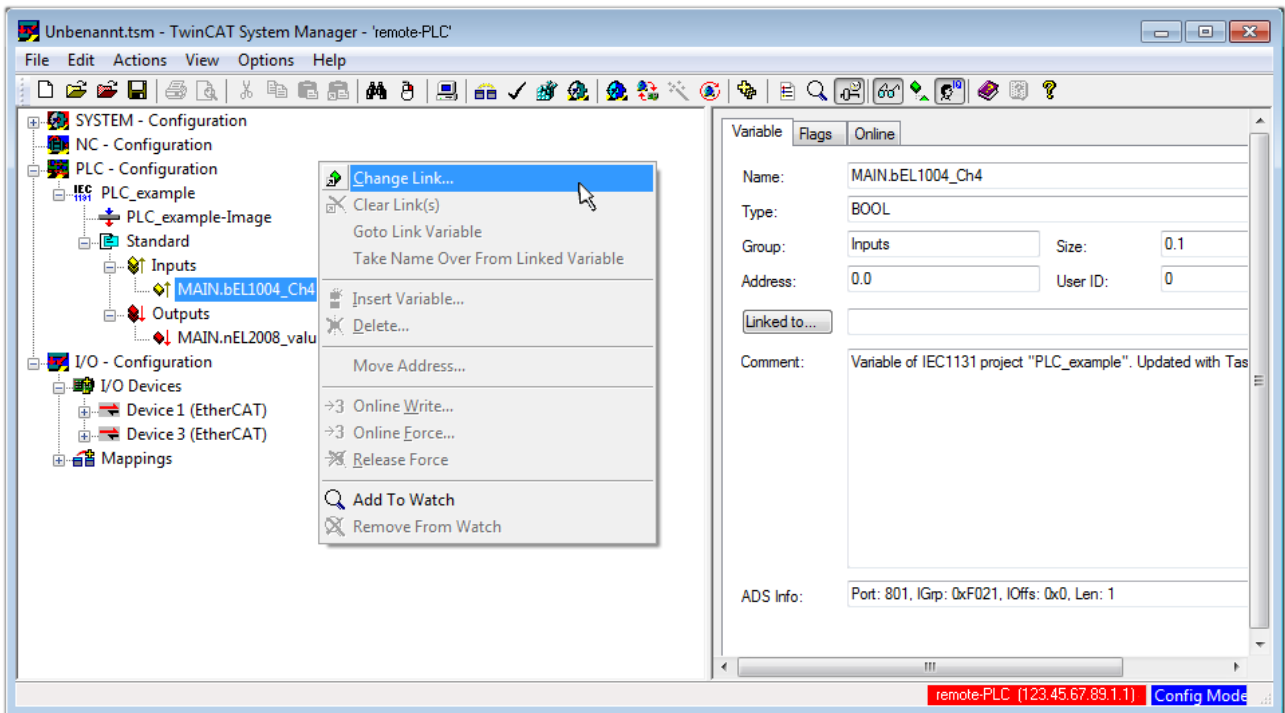 Unbenannt.tsm - TwinCAT System Manager - 'remote-PLC'
File Edit Actions View Options Help
SYSTEM - Configuration
NC - Configuration
PLC - Configuration
IEC 1131 PLC_example
PLC_example-Image
Standard
Inputs
MAIN.bEL1004_Ch4
Outputs
MAIN.nEL2008_valu
I/O - Configuration
I/O Devices
Device 1 (EtherCAT)
Device 3 (EtherCAT)
Mappings
Change Link...
Clear Link(s)
Goto Link Variable
Take Name Over From Linked Variable
Insert Variable...
Delete...
Move Address...
→3 Online Write...
→3 Online Force...
Release Force
Add To Watch
Remove From Watch
Variable Flags Online
Name: MAIN.bEL1004_Ch4
Type: BOOL
Group: Inputs Size: 0.1
Address: 0.0 User ID: 0
Linked to...
Comment: Variable of IEC1131 project "PLC_example". Updated with Tas
ADS Info: Port: 801, IGrp: 0xF021, IOffs: 0x0, Len: 1
remote-PLC (123.45.67.89.1.1) Config Mode